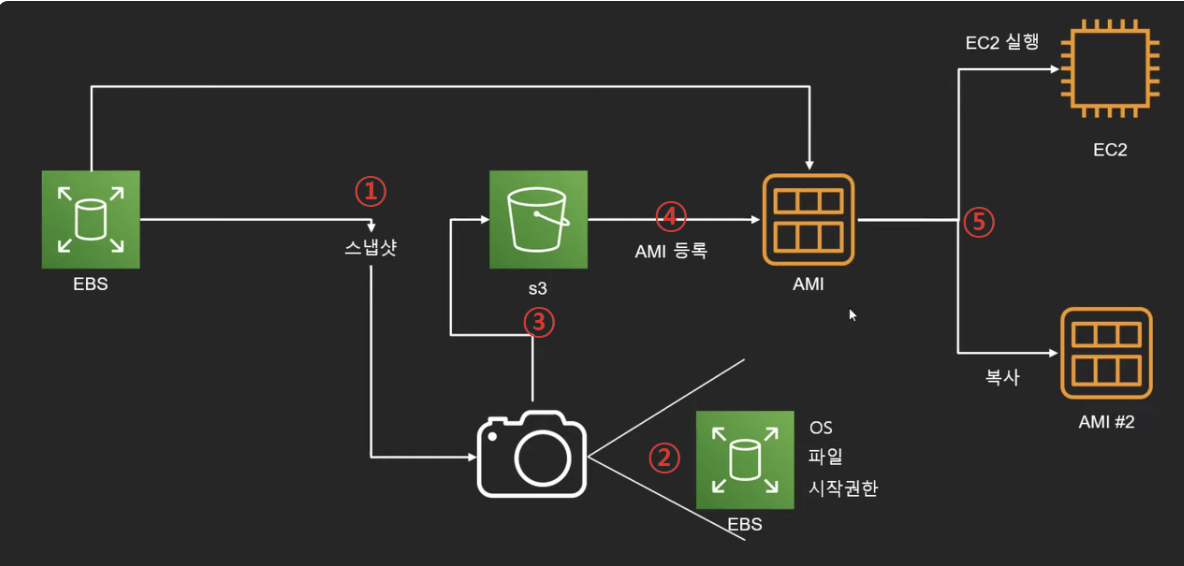 EC2 실행
EC2
①
EBS
스냅샷
s3
③
④
AMI 등록
AMI
⑤
복사
AMI #2
②
OS
파일
시작권한
EBS